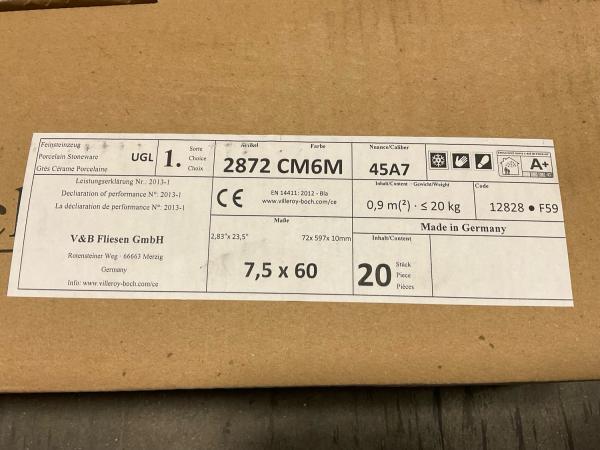 Feinsteinzeug
Porcelain Stoneware
Grès Cérame Porcelaine
UGL
1.
Sorte
Choice
Choix
Artikel Farbe
2872 CM6M
Nuance/Caliber
45A7
A+
Leistungserklärung Nr.: 2013-1
Declaration of performance N°: 2013-1
La déclaration de performance N°: 2013-1
CE
EN 14411: 2012 - BIa
www.villeroy-boch.com/ce
Inhalt/Content - Gewicht/Weight
0,9 m(²) · ≤ 20 kg
Code
12828 • F59
V&B Fliesen GmbH
Rotensteiner Weg · 66663 Merzig
Germany
Info: www.villeroy-boch.com/ce
Maße
2,83"x 23,5" 72x 597x 10mm
7,5 x 60
Made in Germany
Inhalt/Content
20
Stück
Piece
Pièces